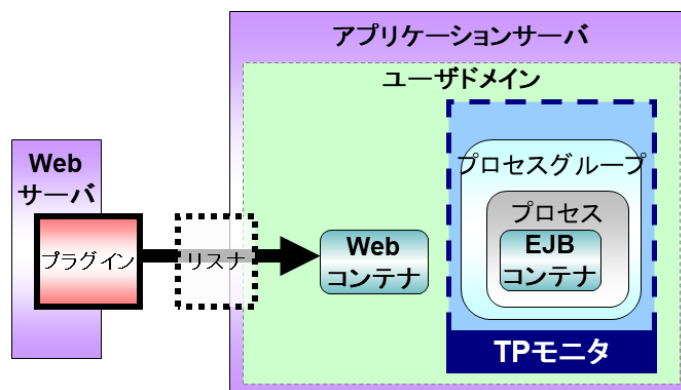 アプリケーションサーバ
ユーザドメイン
Web
サーバ
プラグイン
リスナ
Web
コンテナ
プロセスグループ
プロセス
EJB
コンテナ
TPモニタ